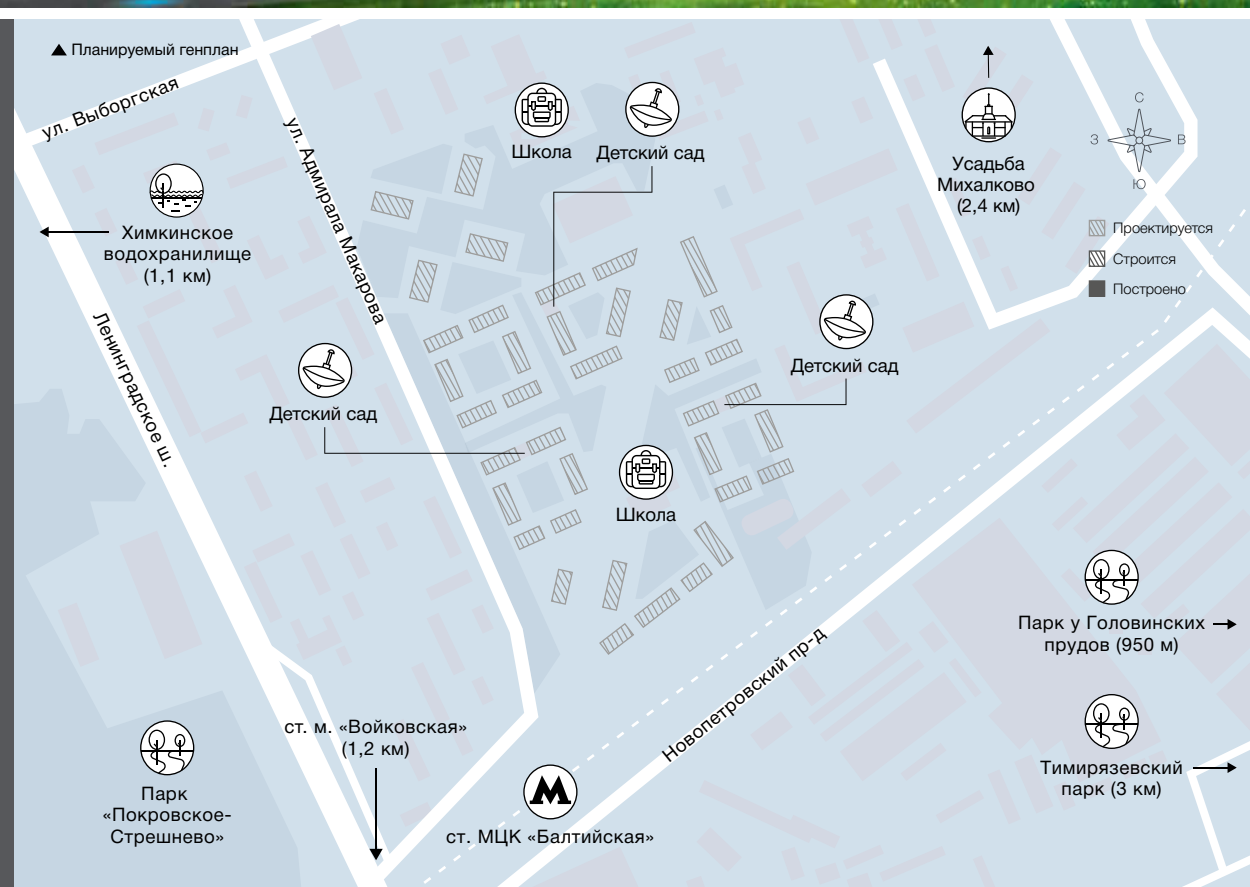 ▲ Планируемый генплан
ул. Выборгская
ул. Адмирала Макарова
Школа
Детский сад
Усадьба
Михалково
(2,4 км)
С
З
В
Ю
Проектируется
Строится
Построено
Химкинское
водохранилище
(1,1 км)
Ленинградское ш.
Детский сад
Детский сад
Школа
Парк у Головинских
прудов (950 м)
Новопетровский пр-д
ст. м. «Войковская»
(1,2 км)
Тимирязевский
парк (3 км)
Парк
«Покровское-
Стрешнево»
М
ст. МЦК «Балтийская»